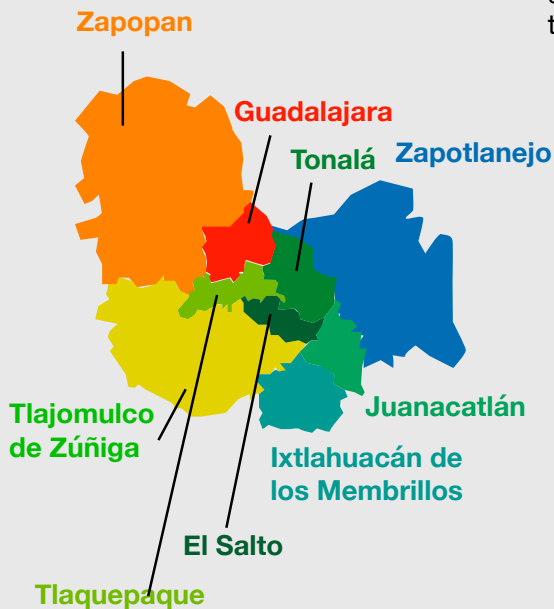 Zapopan
Guadalajara
Tonalá
Zapotlanejo
Tlajomulco
de Zúñiga
Juanacatlán
Ixtlahuacán de
los Membrillos
El Salto
Tlaquepaque